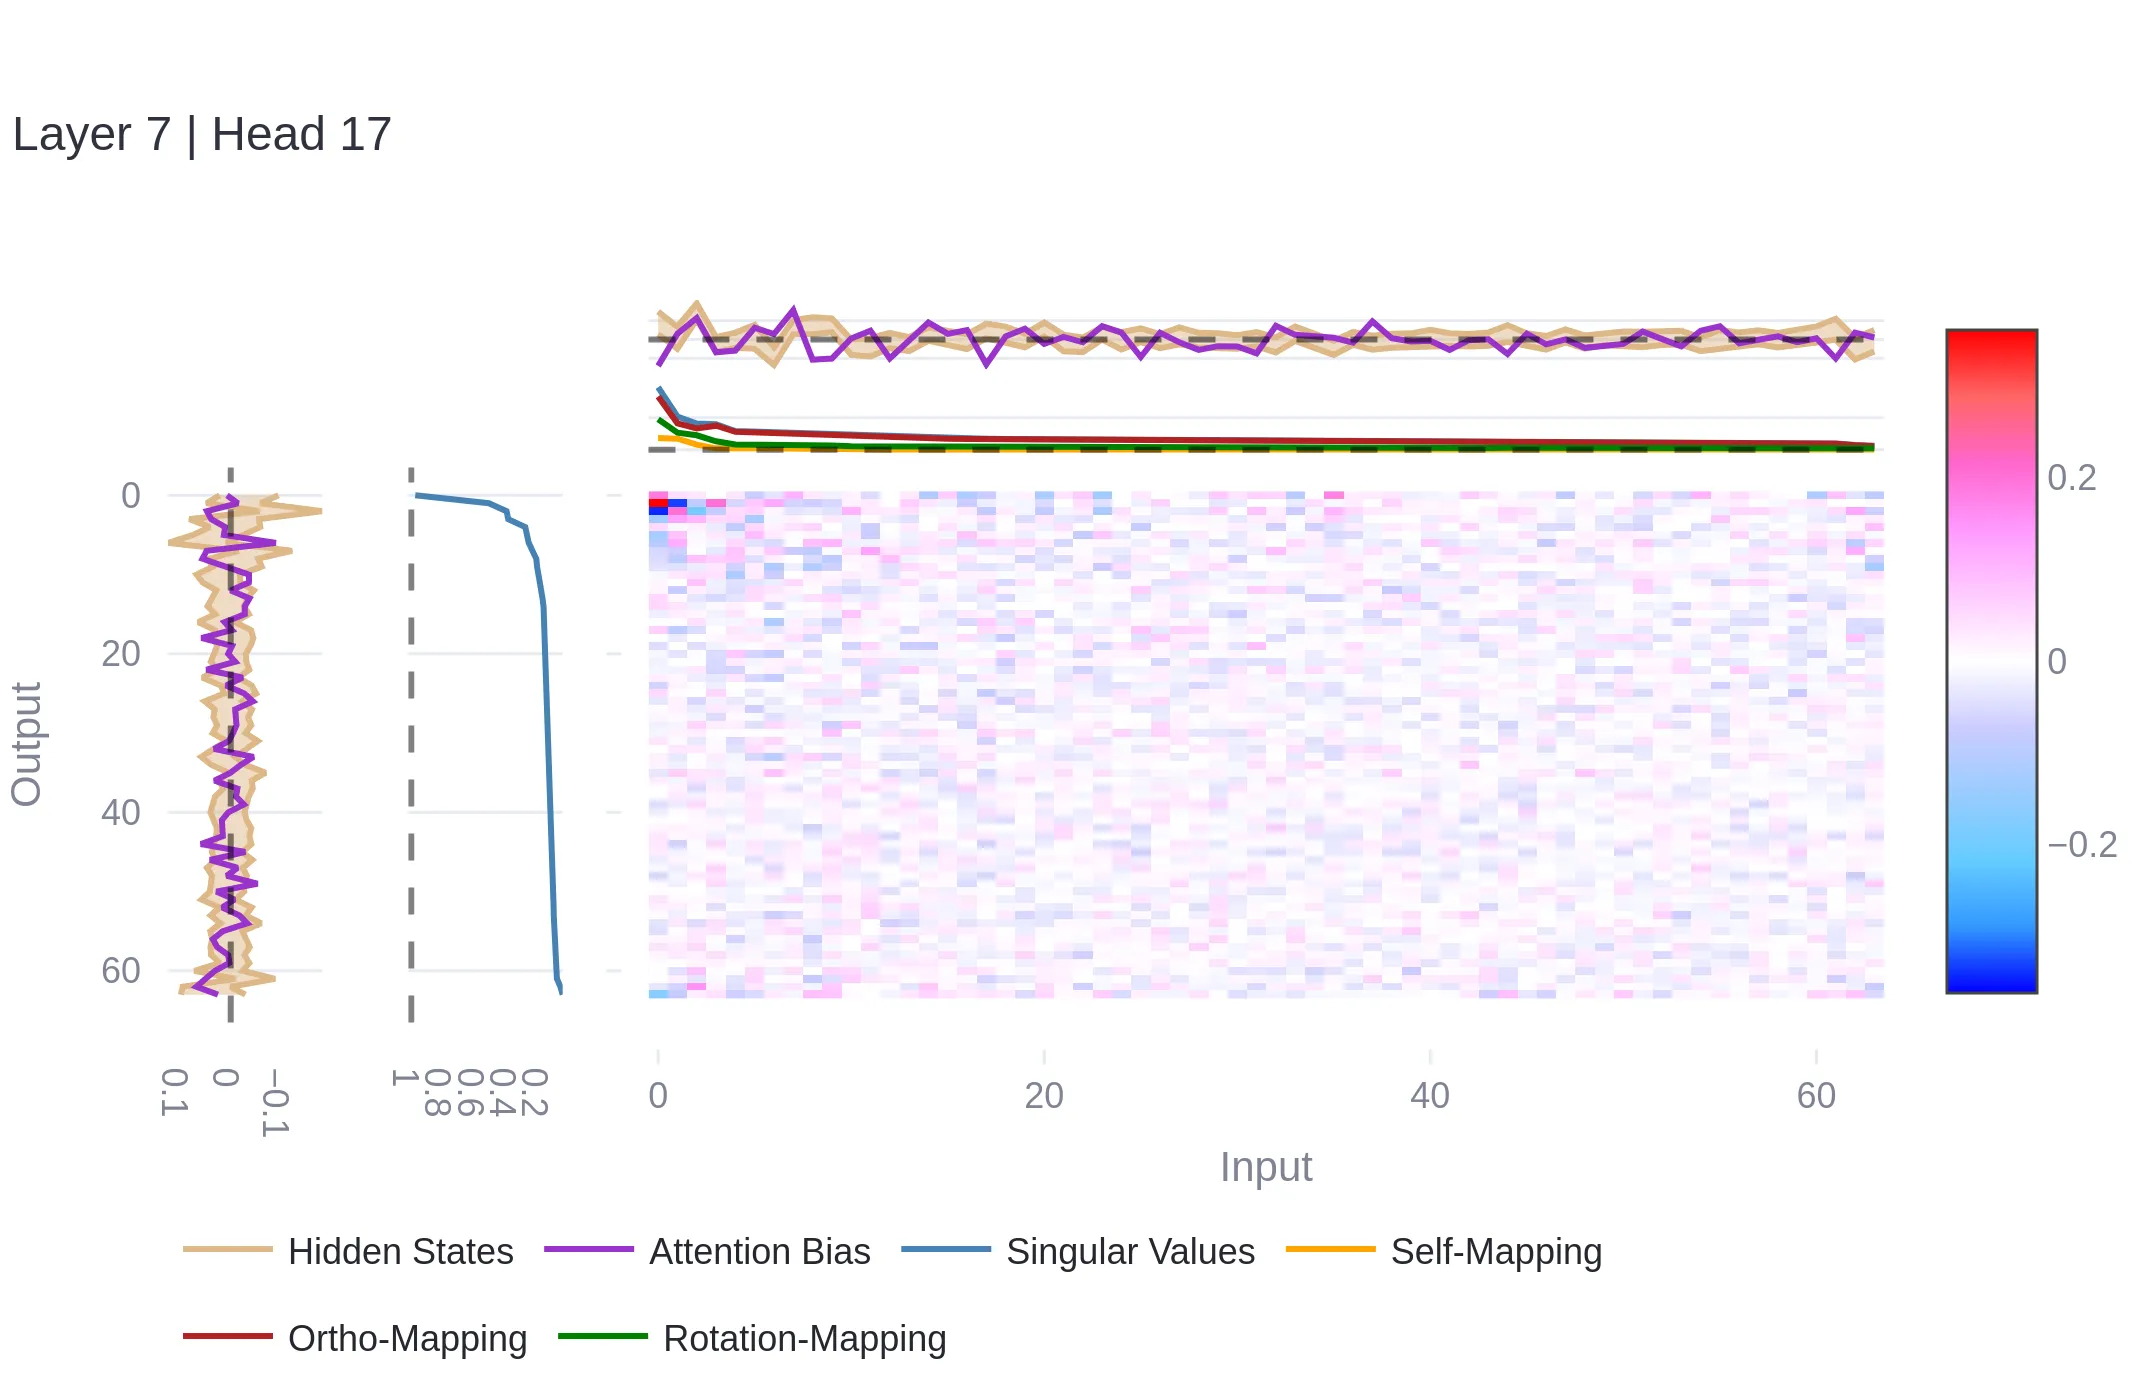 Layer 7 | Head 17
0
20
40
60
Output
0.1
0
−0.1
1
0.8
0.6
0.4
0.2
0
20
40
60
Input
0.2
0
−0.2
Hidden States
Attention Bias
Singular Values
Self-Mapping
Ortho-Mapping
Rotation-Mapping